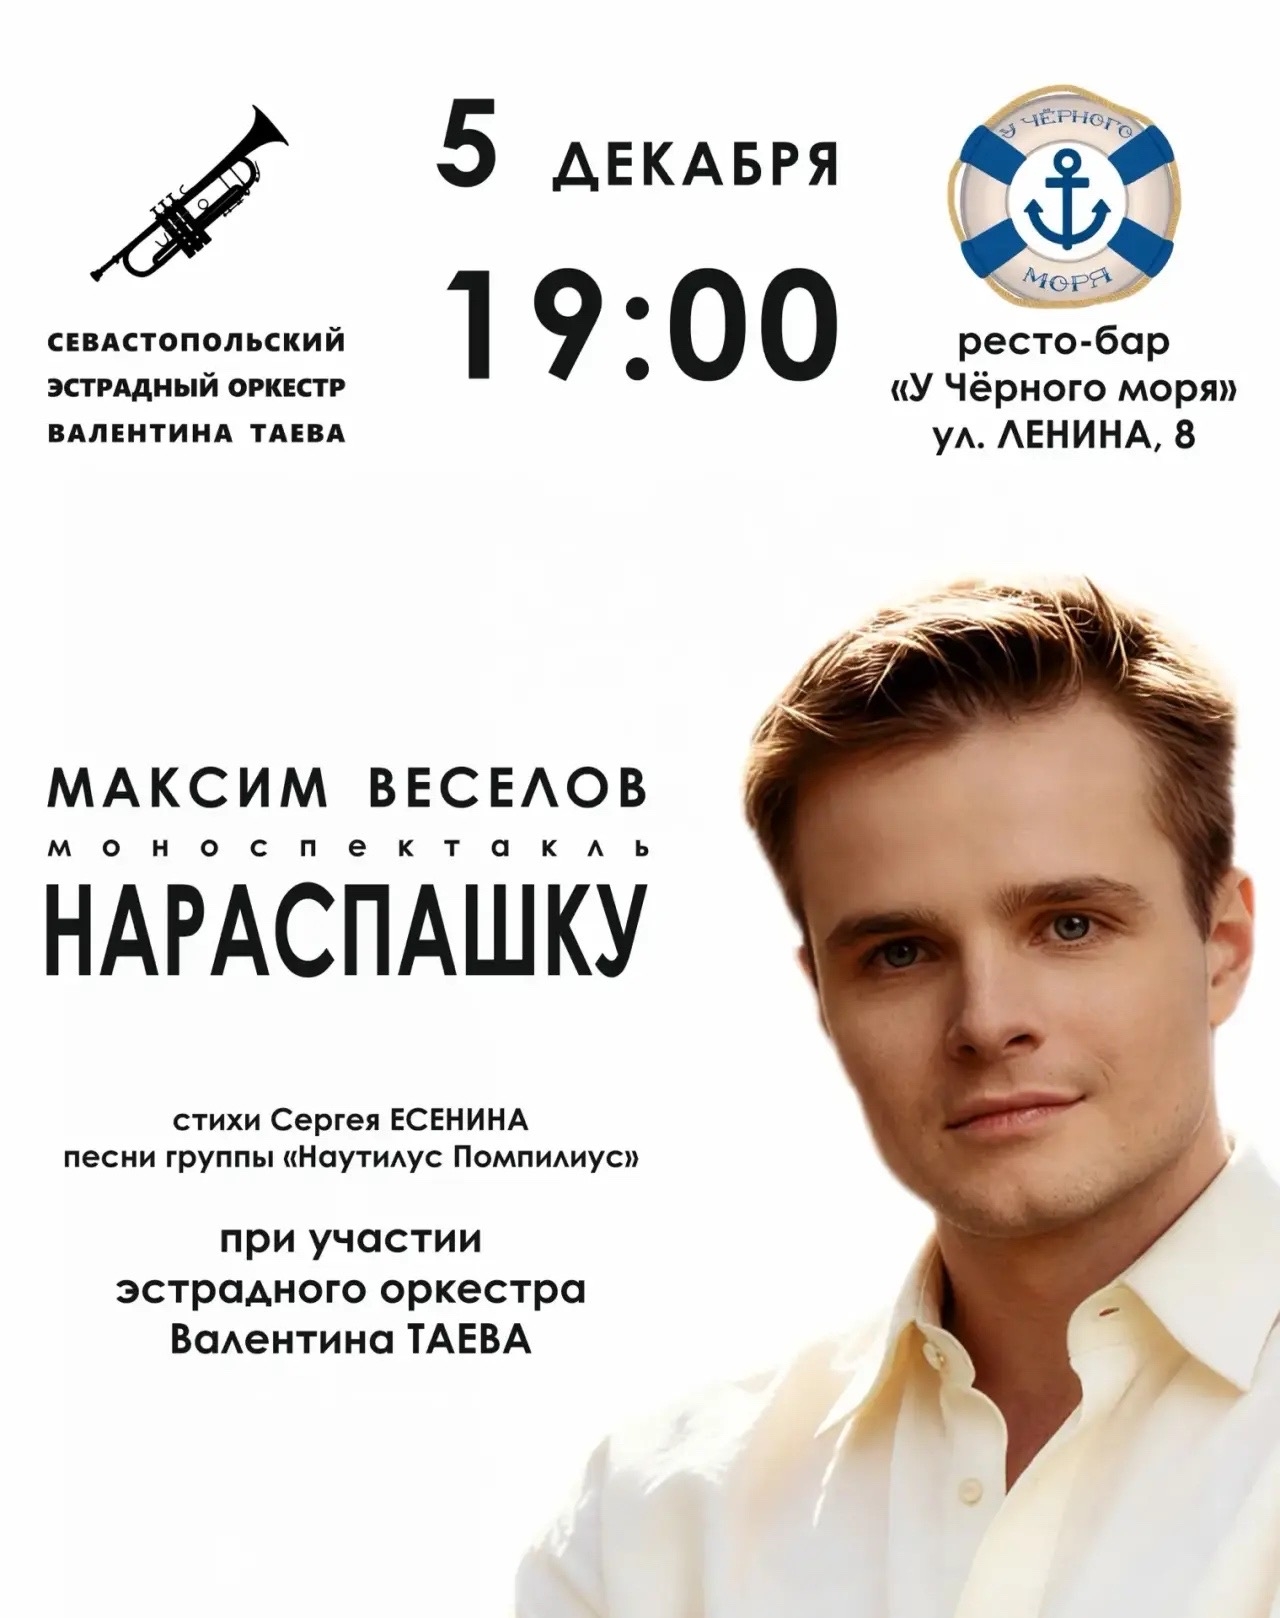 5 ДЕКАБРЯ
19:00
СЕВАСТОПОЛЬСКИЙ
ЭСТРАДНЫЙ ОРКЕСТР
ВАЛЕНТИНА ТАЕВА
У ЧЁРНОГО
МОРЯ
ресто-бар
«У Чёрного моря»
ул. ЛЕНИНА, 8
МАКСИМ ВЕСЕЛОВ
моноспектакль
НАРАСПАШКУ
стихи Сергея ЕСЕНИНА
песни группы «Наутилус Помпилиус»
при участии
эстрадного оркестра
Валентина ТАЕВА